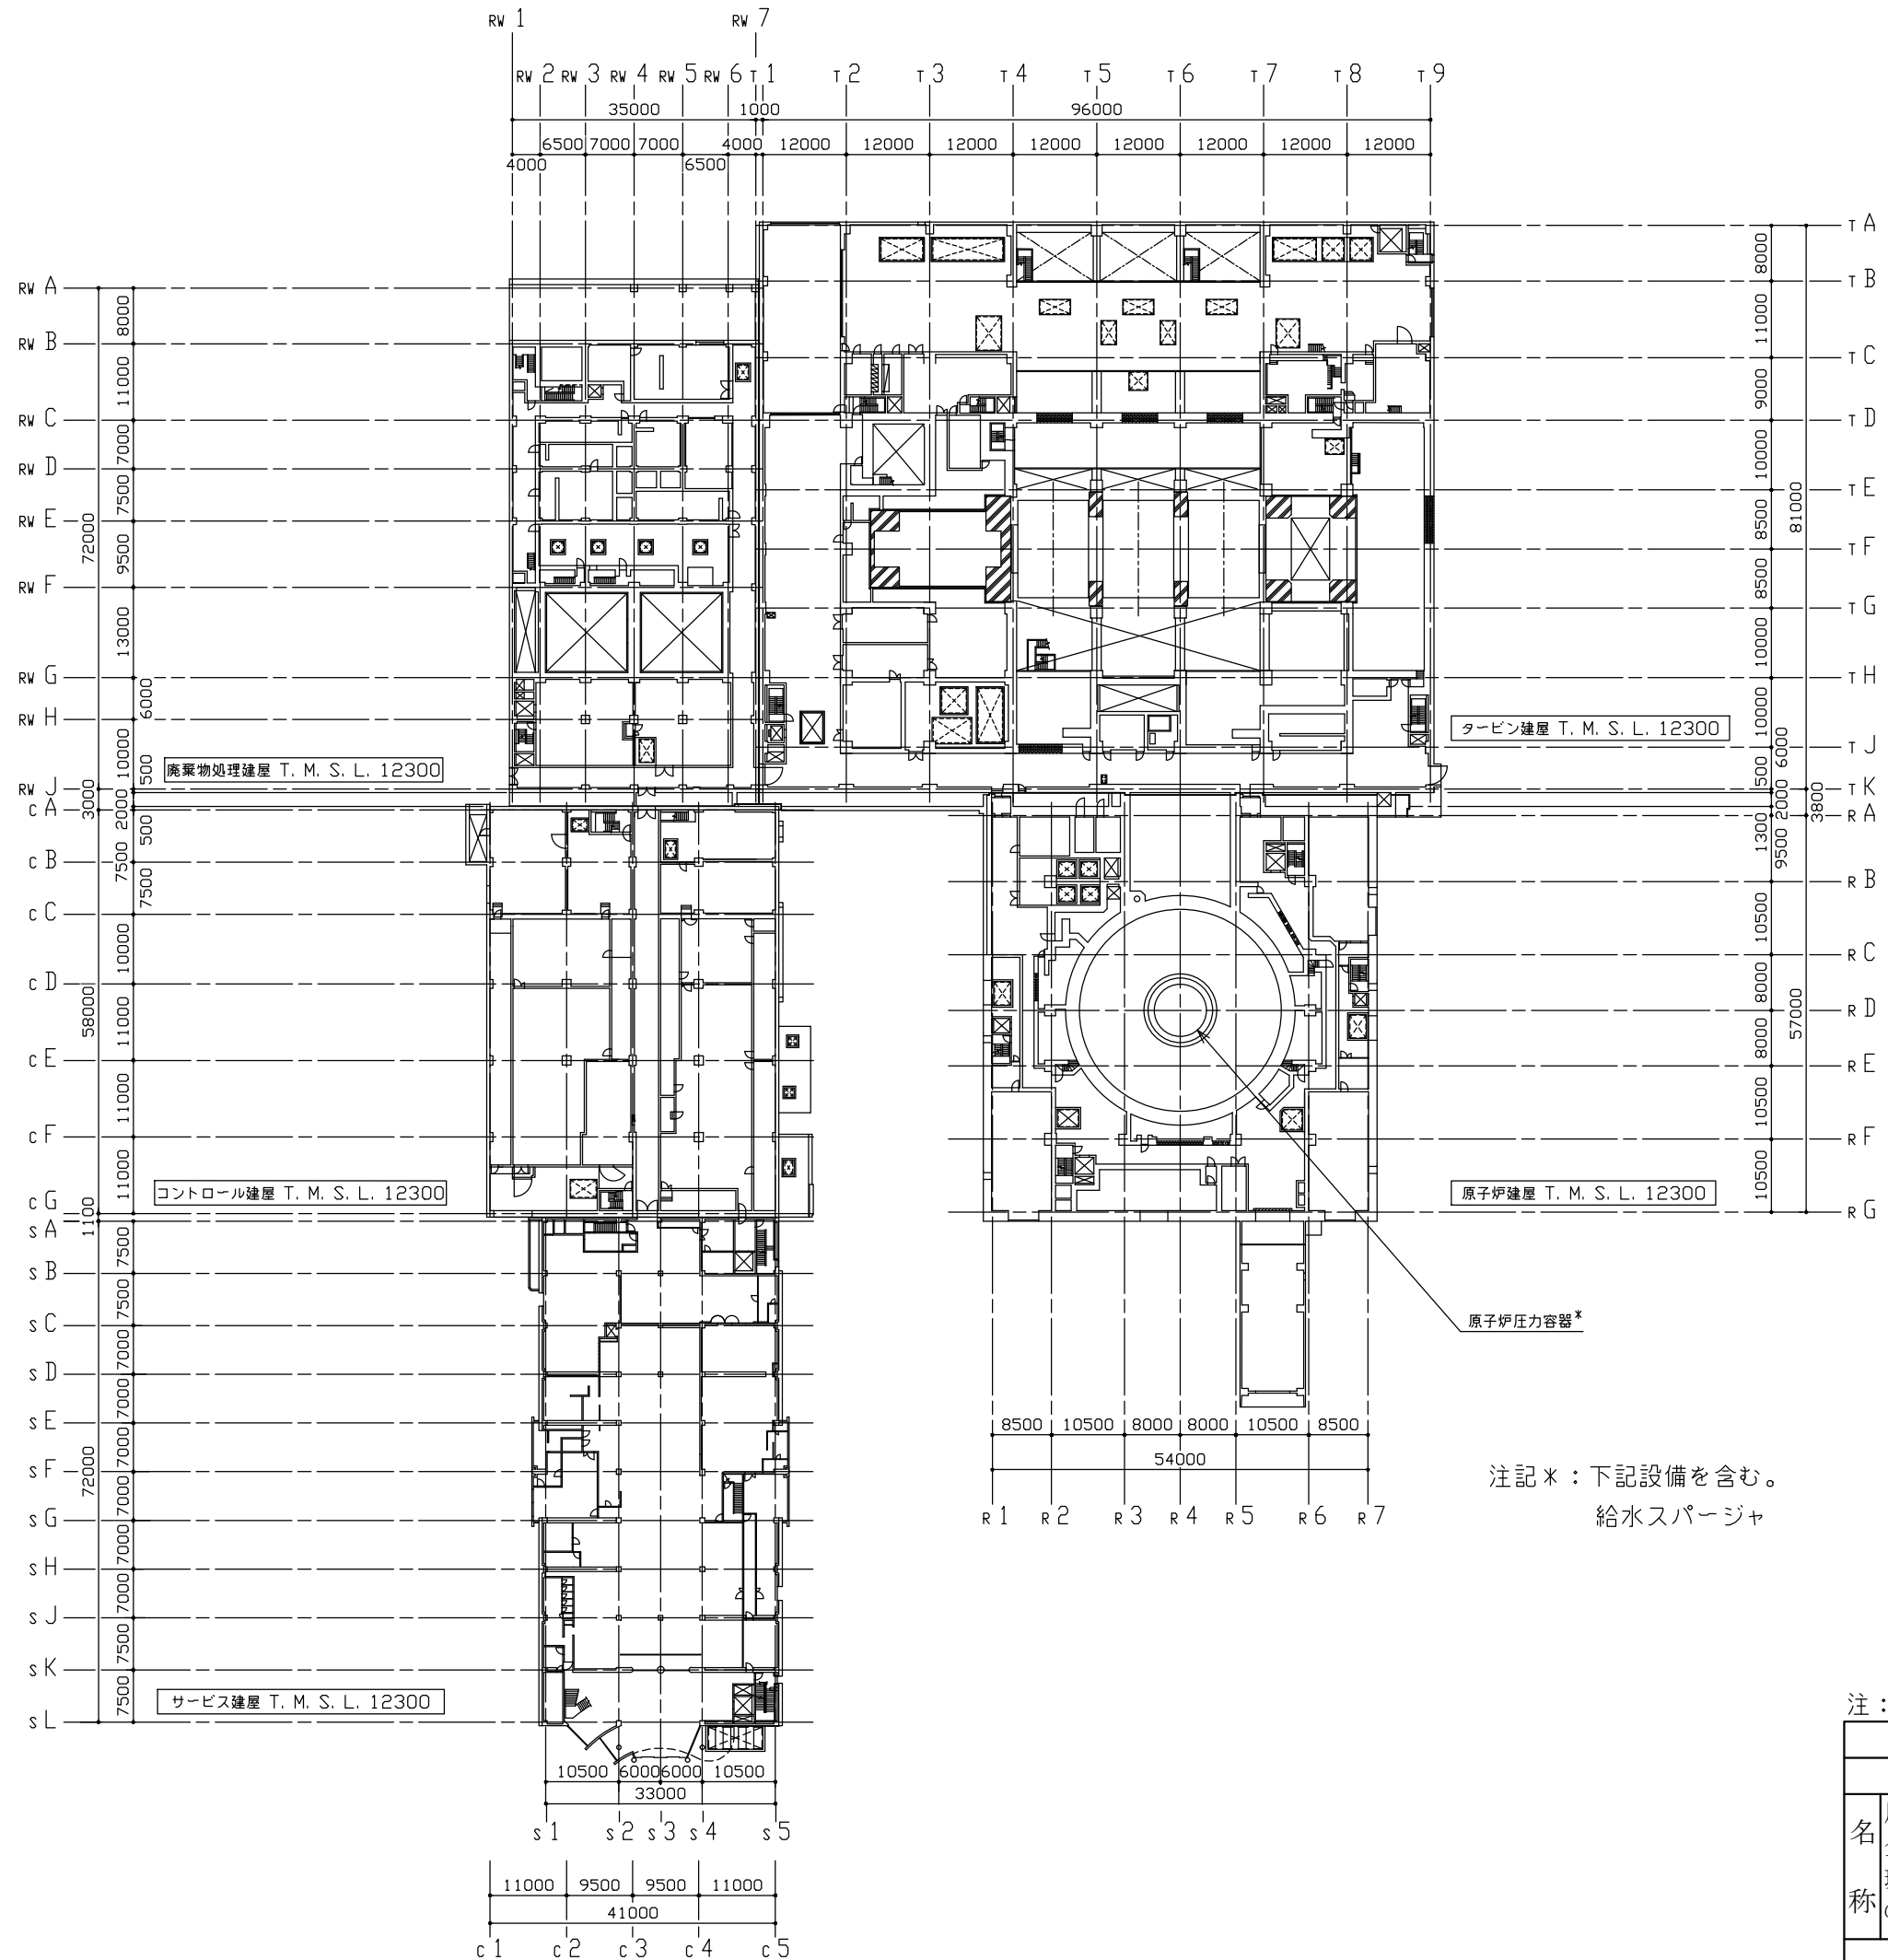 RW 1
RW 7
RW 2 RW 3 RW 4 RW 5 RW 6 T 1 T 2 T 3 T 4 T 5 T 6 T 7 T 8 T 9
35000 1000 96000
6500 7000 7000 4000 12000 12000 12000 12000 12000 12000 12000 12000
4000 6500
RW A
RW B
RW C
RW D
RW E
RW F
RW G
RW H
RW J
8000
11000
7000
7500
9500
13000
6000
10000
500
72000
3000
2000
500
T A
T B
T C
T D
T E
T F
T G
T H
T J
T K
8000
11000
9000
10000
8500
8500
10000
10000
6000
500
81000
2000
3800
廃棄物処理建屋 T. M. S. L. 12300
タービン建屋 T. M. S. L. 12300
C A
C B
C C
C D
C E
C F
C G
7500
7500
10000
11000
11000
11000
58000
1100
コントロール建屋 T. M. S. L. 12300
R A
R B
R C
R D
R E
R F
R G
1300
9500
10500
8000
8000
10500
10500
57000
原子炉建屋 T. M. S. L. 12300
原子炉圧力容器*
8500 10500 8000 8000 10500 8500
54000
R 1 R 2 R 3 R 4 R 5 R 6 R 7
注記*：下記設備を含む。
給水スパージャ
S A
S B
S C
S D
S E
S F
S G
S H
S J
S K
S L
7500
7500
7000
7000
7000
7000
7000
7000
7500
7500
72000
サービス建屋 T. M. S. L. 12300
10500 6000 6000 10500
33000
S 1 S 2 S 3 S 4 S 5
11000 9500 9500 11000
41000
C 1 C 2 C 3 C 4 C 5
注：
名
称